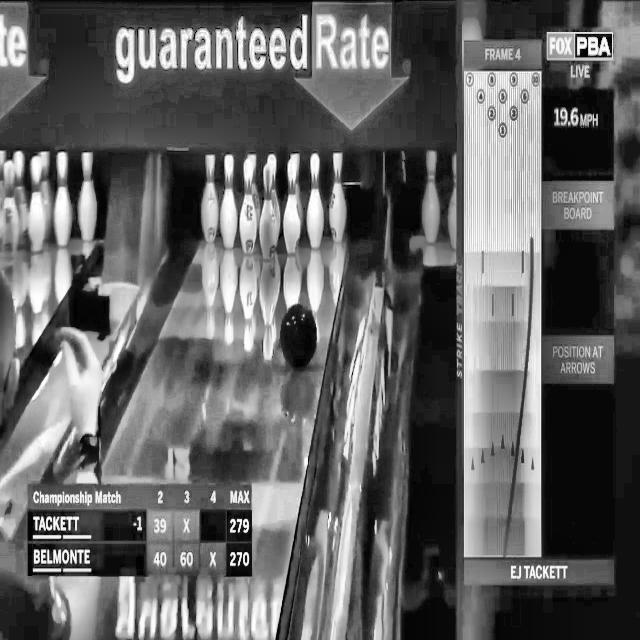 te guaranteed Rate
FRAME 4
FOX PBA
LIVE
19.6 MPH
BREAKPOINT
BOARD
POSITION AT
ARROWS
Championship Match 2 3 4 MAX
TACKETT -1 39 X 279
BELMONTE 40 60 X 270
EJ TACKETT